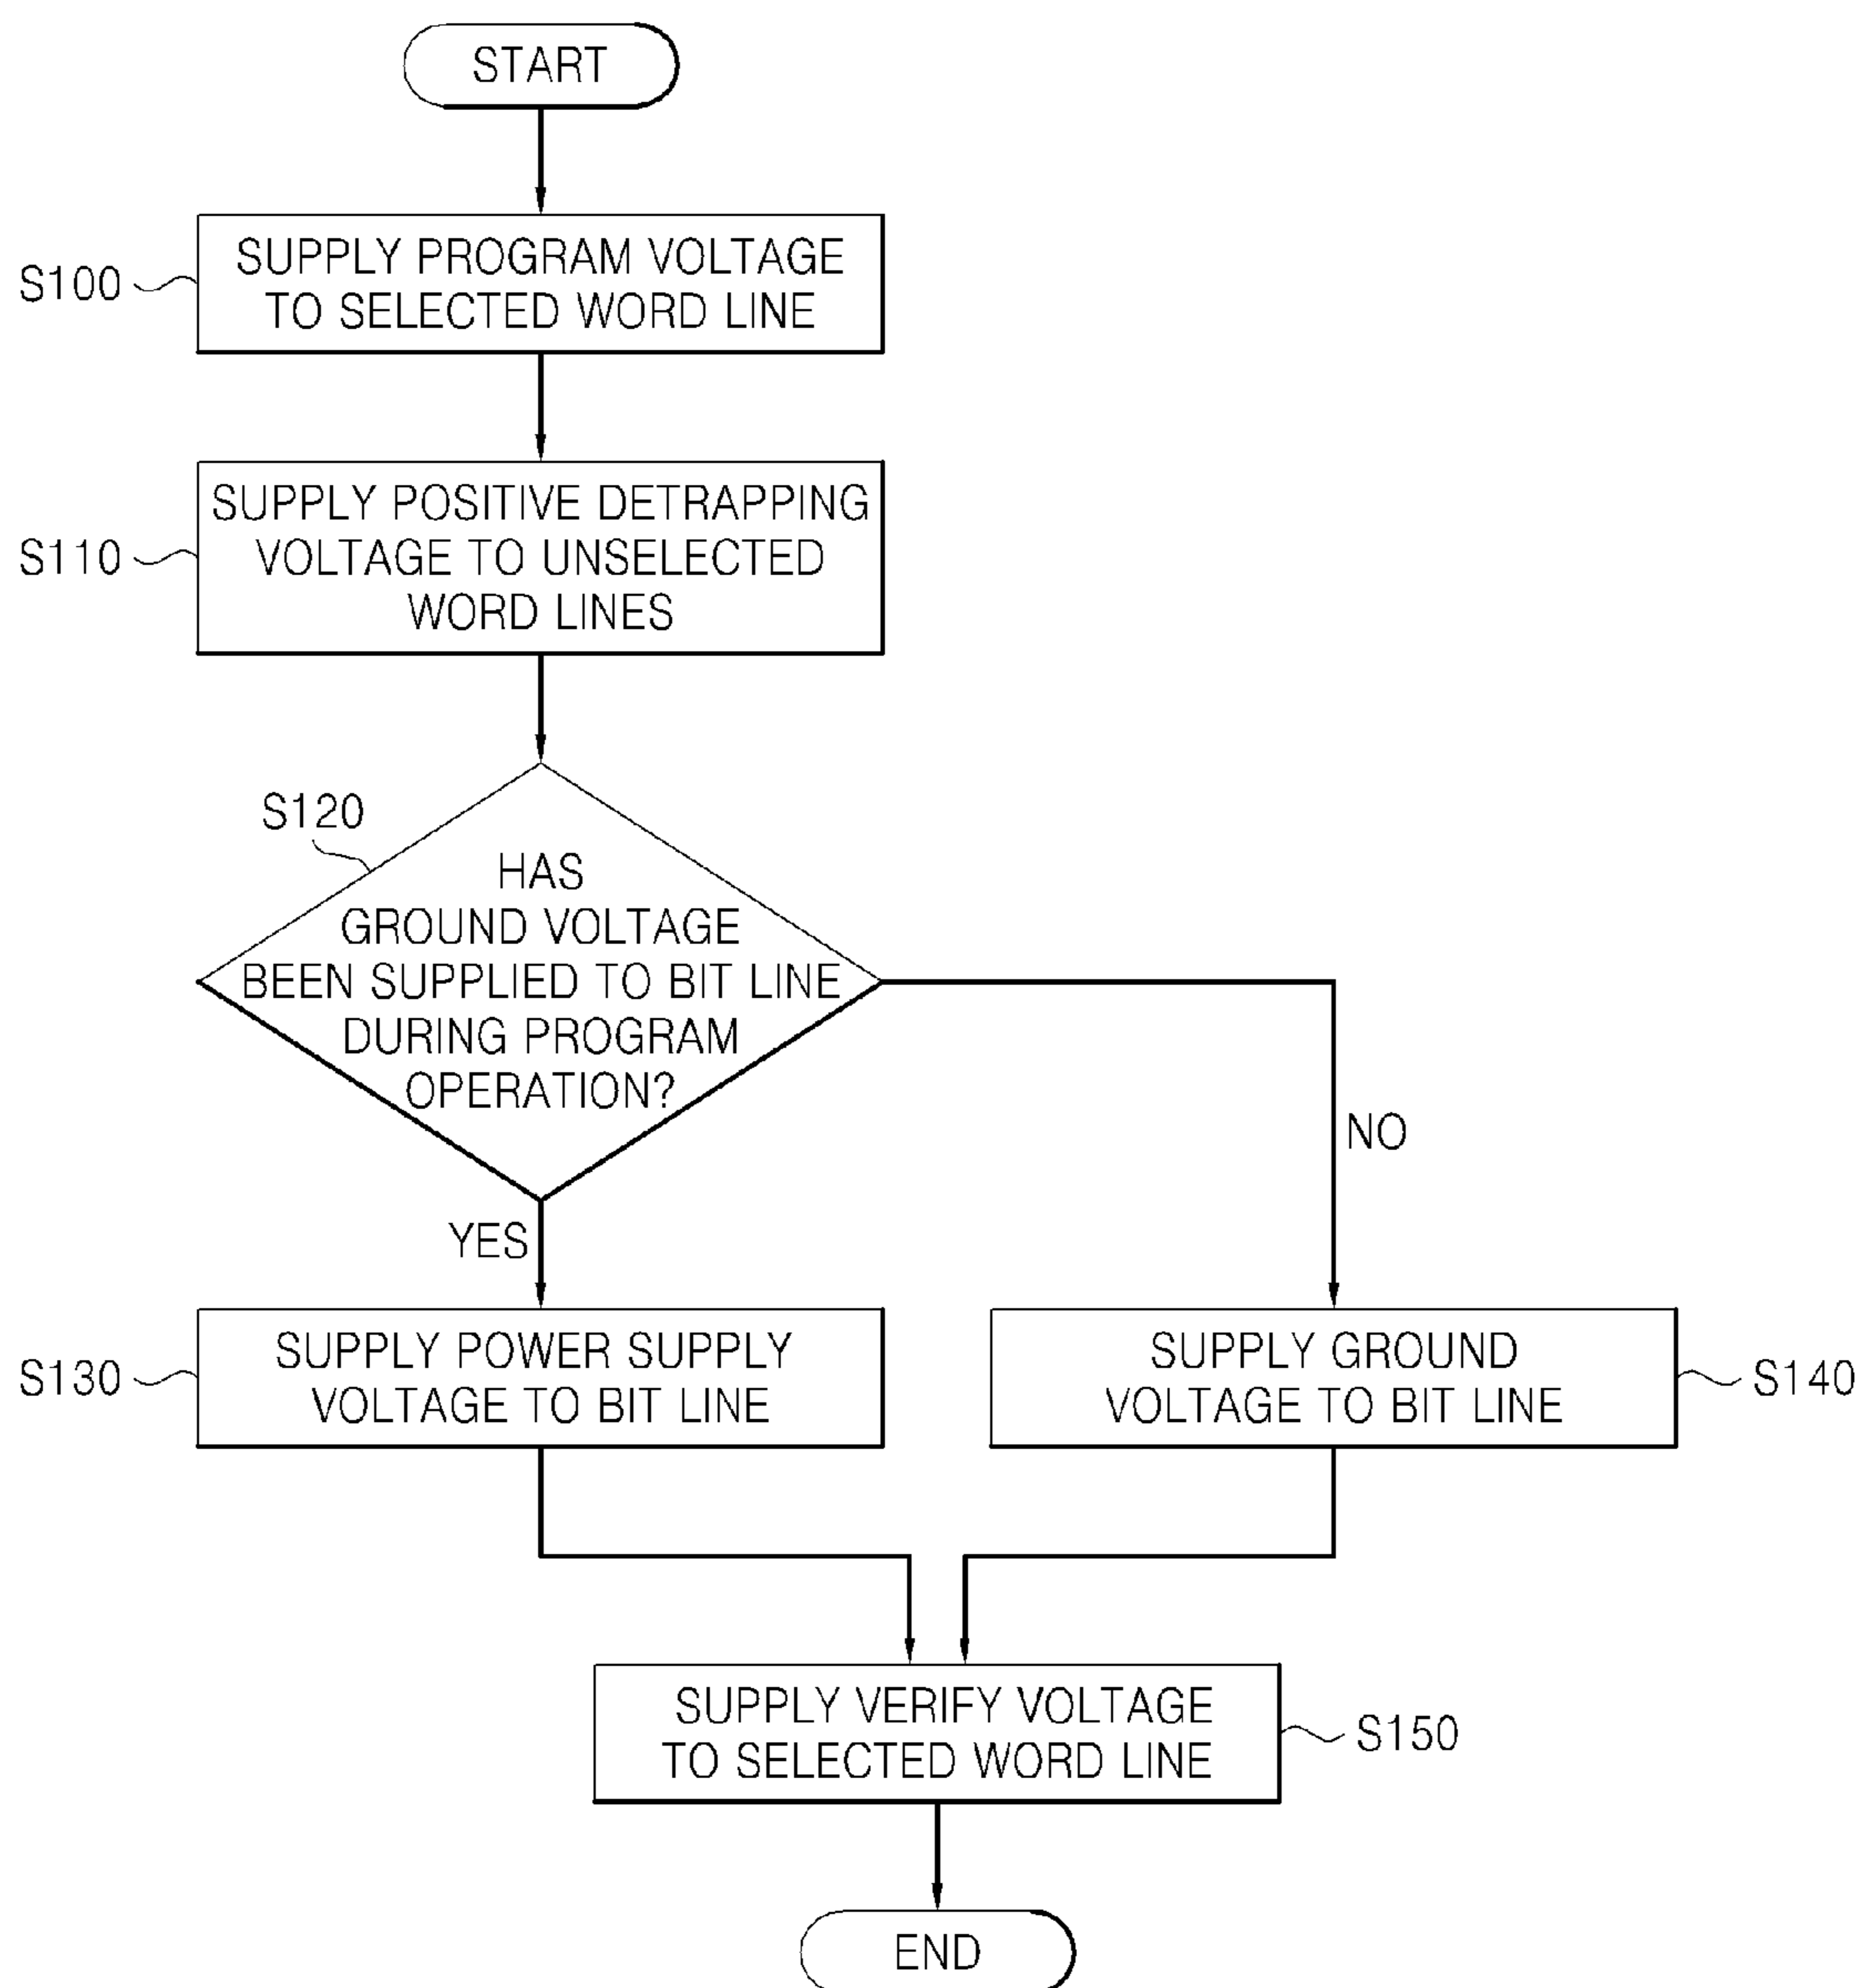 START
S100
SUPPLY PROGRAM VOLTAGE
TO SELECTED WORD LINE
S110
SUPPLY POSITIVE DETRAPPING
VOLTAGE TO UNSELECTED
WORD LINES
S120
HAS
GROUND VOLTAGE
BEEN SUPPLIED TO BIT LINE
DURING PROGRAM
OPERATION?
NO
YES
S130
SUPPLY POWER SUPPLY
VOLTAGE TO BIT LINE
SUPPLY GROUND
VOLTAGE TO BIT LINE
S140
SUPPLY VERIFY VOLTAGE
TO SELECTED WORD LINE
S150
END